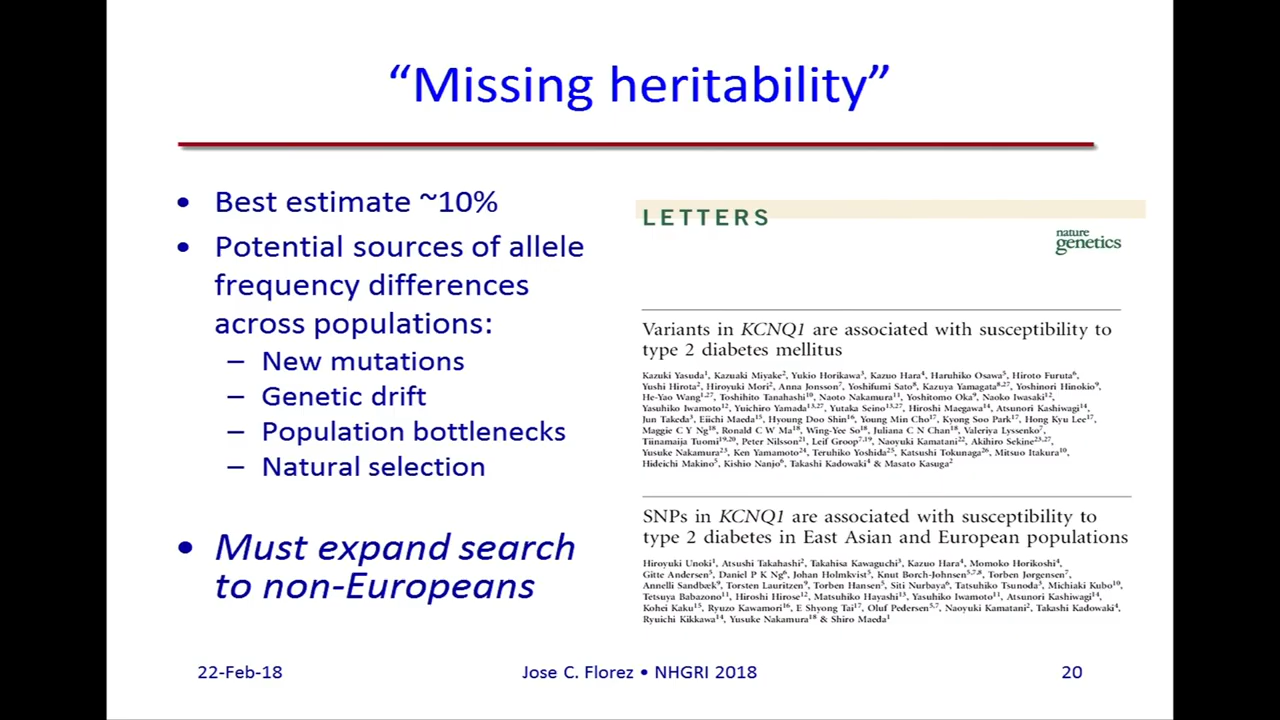 “Missing heritability”
• Best estimate ~10%
• Potential sources of allele
frequency differences
across populations:
– New mutations
– Genetic drift
– Population bottlenecks
– Natural selection
• Must expand search
to non-Europeans
LETTERS
nature
genetics
Variants in KCNQ1 are associated with susceptibility to
type 2 diabetes mellitus
Kazuki Yasuda1, Kazuaki Miyake2, Yukio Horikawa3, Kazuo Hara4, Haruhiko Osawa5, Hiroto Furuta6,
Yushi Hirota2, Hiroyuki Mori2, Anna Jonsson7, Yoshifumi Sato8, Kazuya Yamagata8,27, Yoshinori Hinokio9,
He-Yao Wang1,27, Toshihito Tanahashi10, Naoto Nakamura11, Yoshitomo Oka9, Naoko Iwasaki12,
Yasuhiko Iwamoto12, Yuichiro Yamada13,27, Yutaka Seino13,27, Hiroshi Maegawa14, Atsunori Kashiwagi14,
Jun Takeda3, Eiichi Maeda15, Hyoung Doo Shin16, Young Min Cho17, Kyong Soo Park17, Hong Kyu Lee17,
Maggie C Y Ng18, Ronald C W Ma18, Wing-Yee So18, Juliana C N Chan18, Valeriya Lyssenko7,
Tiinamaija Tuomi19,20, Peter Nilsson21, Leif Groop7,19, Naoyuki Kamatani22, Akihiro Sekine23,27,
Yusuke Nakamura23, Ken Yamamoto24, Teruhiko Yoshida25, Katsushi Tokunaga26, Mitsuo Itakura10,
Hideichi Makino5, Kishio Nanjo6, Takashi Kadowaki4 & Masato Kasuga2
SNPs in KCNQ1 are associated with susceptibility to
type 2 diabetes in East Asian and European populations
Hiroyuki Unoki1, Atsushi Takahashi2, Takahisa Kawaguchi3, Kazuo Hara4, Momoko Horikoshi4,
Gitte Andersen5, Daniel P K Ng6, Johan Holmkvist5, Knut Borch-Johnsen5,7,8, Torben Jørgensen7,
Annelli Sandbæk9, Torsten Lauritzen9, Torben Hansen5, Siti Nurbaya6, Tatsuhiko Tsunoda3, Michiaki Kubo10,
Tetsuya Babazono11, Hiroshi Hirose12, Matsuhiko Hayashi13, Yasuhiko Iwamoto11, Atsunori Kashiwagi14,
Kohei Kaku15, Ryuzo Kawamori16, E Shyong Tai17, Oluf Pedersen5,7, Naoyuki Kamatani2, Takashi Kadowaki4,
Ryuichi Kikkawa14, Yusuke Nakamura18 & Shiro Maeda1
22-Feb-18
Jose C. Florez • NHGRI 2018
20